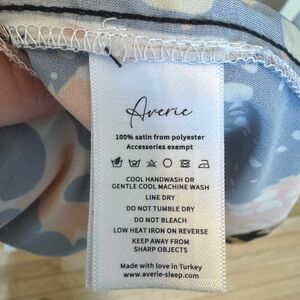 Averie
100% satin from polyester
Accessories exempt
COOL HANDWASH OR
GENTLE COOL MACHINE WASH
LINE DRY
DO NOT TUMBLE DRY
DO NOT BLEACH
LOW HEAT IRON ON REVERSE
KEEP AWAY FROM
SHARP OBJECTS
Made with love in Turkey
www.averie-sleep.com